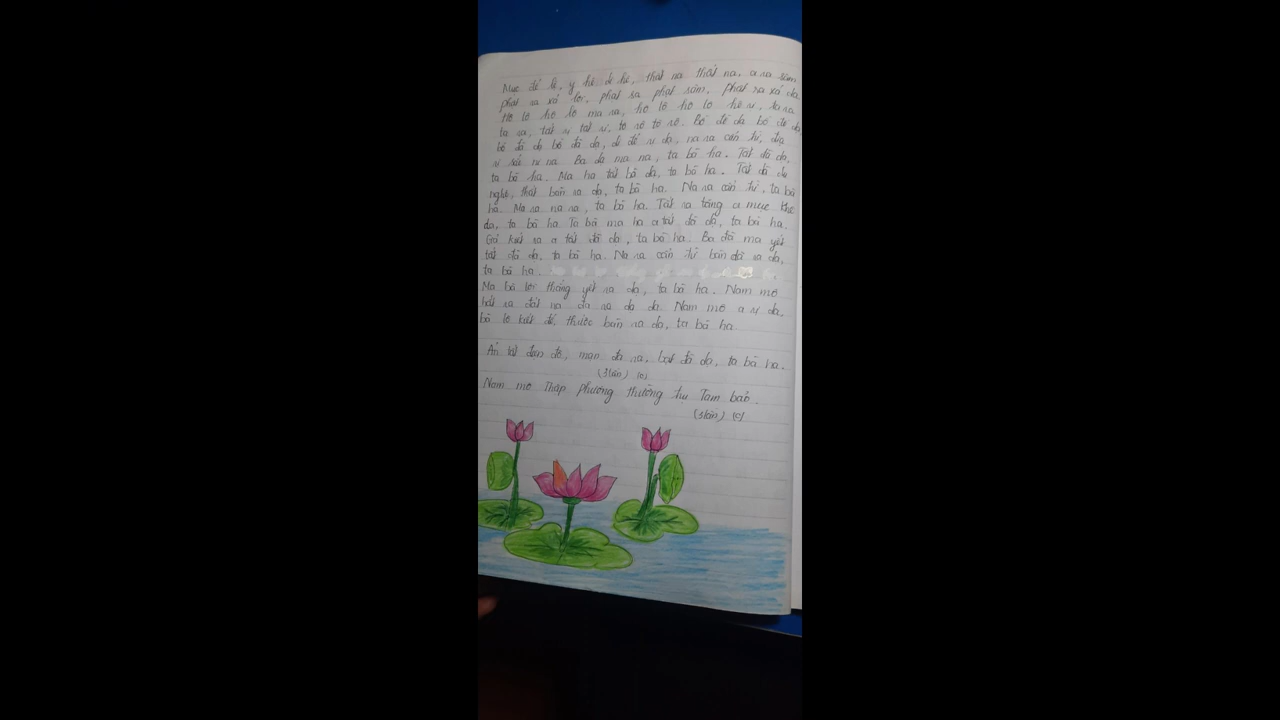 Mục đế lệ, y hê di hê, thất na thất na, a ra sâm
phật ra xá lợi, phạt sa phạt sâm, phật ra xá da
Hô lô hô lô ma ra, hô lô hô lô hê rị, ta ra
ta ra, tất rị tất rị, tô rô tô rô. Bồ đề dạ bồ đề dạ
bồ đà dạ bồ đà dạ, di đế rị dạ, na ra cẩn trì, địa
rị sắc ni na. Ba dạ ma na, ta bà ha. Tất đà dạ,
ta bà ha. Ma ha tất đà dạ, ta bà ha. Tất đà dũ
nghệ, thất bàn ra dạ, ta bà ha. Na ra cẩn trì, ta bà
ha. Ma ra na ra, ta bà ha. Tất ra tăng a mục khê
da, ta bà ha. Ta bà ma ha a tất đà dạ, ta bà ha.
Giả kiết ra a tất đà dạ, ta bà ha. Ba đà ma yết
tất đà dạ, ta bà ha. Na ra cẩn trì bàn đà ra dạ,
ta bà ha.
Ma bà lợi thắng yết ra dạ, ta bà ha. Nam mô
hắt ra đát na đa ra dạ da. Nam mô a rị da,
bà lô kiết đế, thước bàn ra dạ, ta bà ha.
Án tất điện đô, mạn đà ra, bạt đà dạ, ta bà ha.
(3 lần) (c)
Nam mô Thập phương thường trụ Tam bảo.
(3 lần) (c)